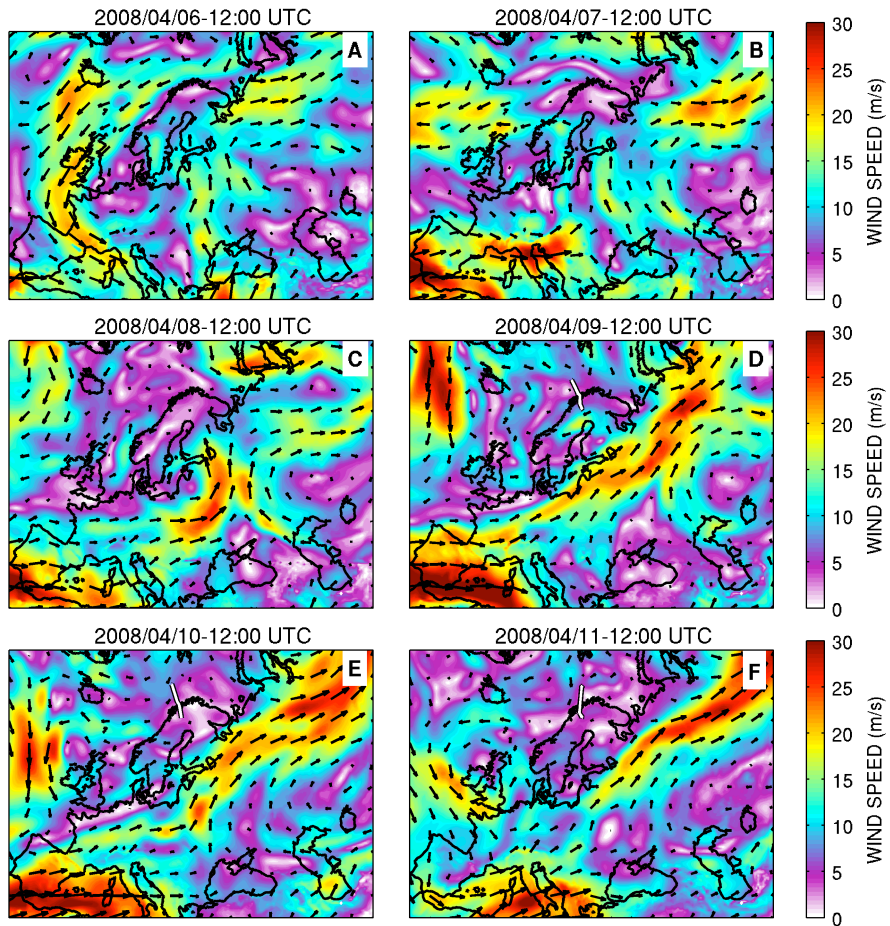 2008/04/06-12:00 UTC
2008/04/07-12:00 UTC
A
B
30
25
20
15
10
5
0
WIND SPEED (m/s)
2008/04/08-12:00 UTC
2008/04/09-12:00 UTC
C
D
30
25
20
15
10
5
0
WIND SPEED (m/s)
2008/04/10-12:00 UTC
2008/04/11-12:00 UTC
E
F
30
25
20
15
10
5
0
WIND SPEED (m/s)